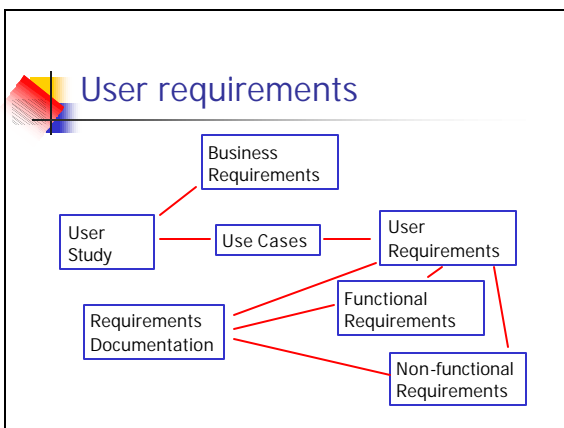 User requirements
Business
Requirements
User
Study
Use Cases
User
Requirements
Requirements
Documentation
Functional
Requirements
Non-functional
Requirements